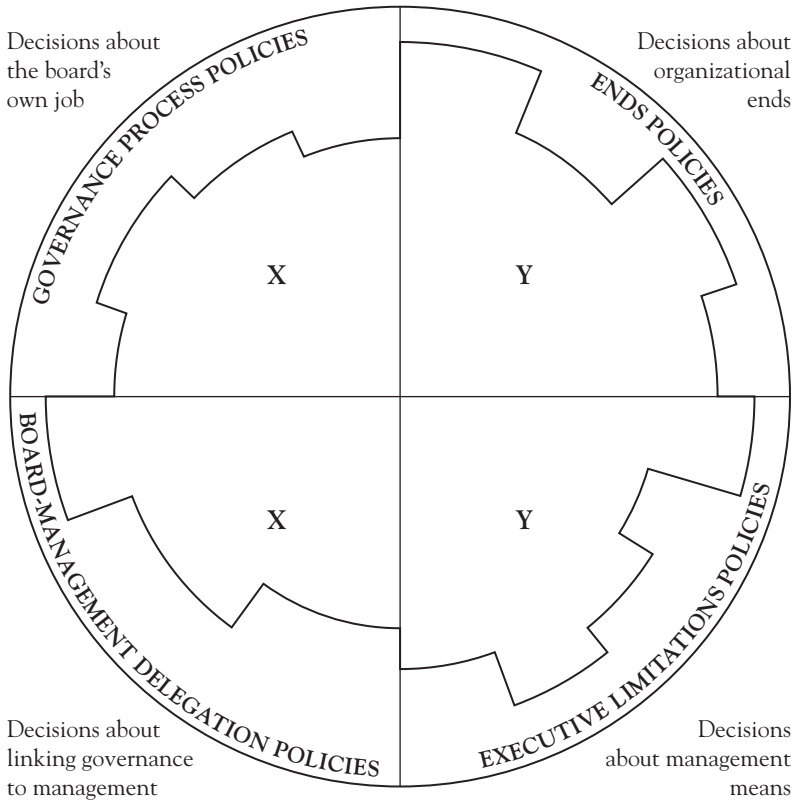 Decisions about
the board's
own job
Decisions about
organizational
ends
GOVERNANCE PROCESS POLICIES
ENDS POLICIES
X
Y
X
Y
BOARD-MANAGEMENT DELEGATION POLICIES
EXECUTIVE LIMITATIONS POLICIES
Decisions about
linking governance
to management
Decisions
about management
means